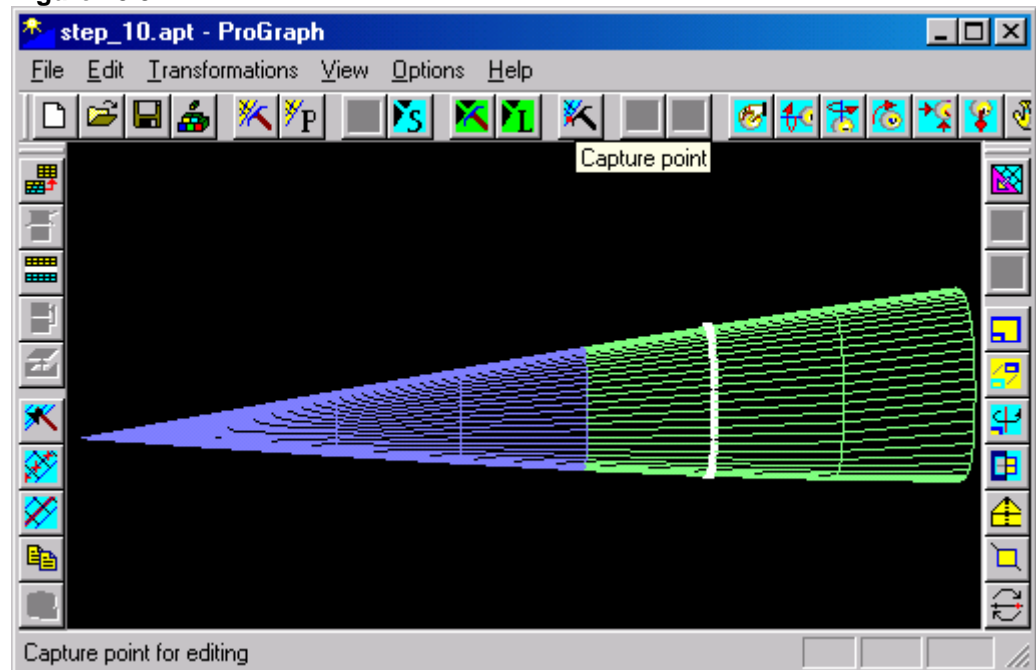 step_10.apt - ProGraph
File Edit Transformations View Options Help
P S L
Capture point
Capture point for editing